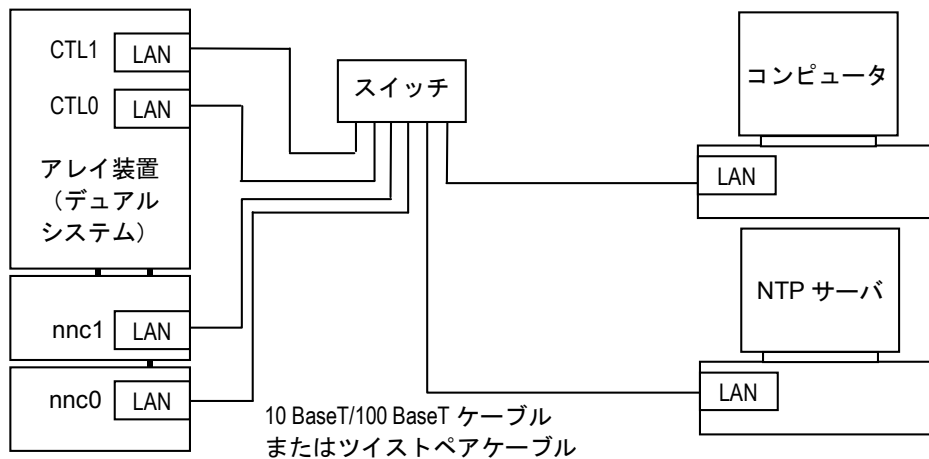 CTL1
LAN
CTL0
LAN
アレイ装置
（デュアル
システム）
nnc1
LAN
nnc0
LAN
スイッチ
コンピュータ
LAN
NTP サーバ
LAN
10 BaseT/100 BaseT ケーブル
またはツイストペアケーブル